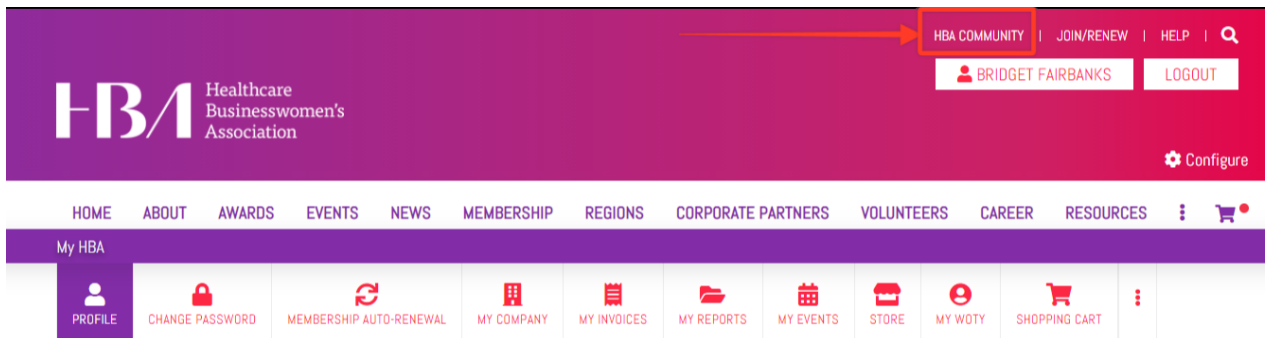 HBA COMMUNITY | JOIN/RENEW | HELP |
BRIDGET FAIRBANKS LOGOUT
HBA Healthcare
Businesswomen's
Association
Configure
HOME ABOUT AWARDS EVENTS NEWS MEMBERSHIP REGIONS CORPORATE PARTNERS VOLUNTEERS CAREER RESOURCES
My HBA
PROFILE CHANGE PASSWORD MEMBERSHIP AUTO-RENEWAL MY COMPANY MY INVOICES MY REPORTS MY EVENTS STORE MY WOTY SHOPPING CART